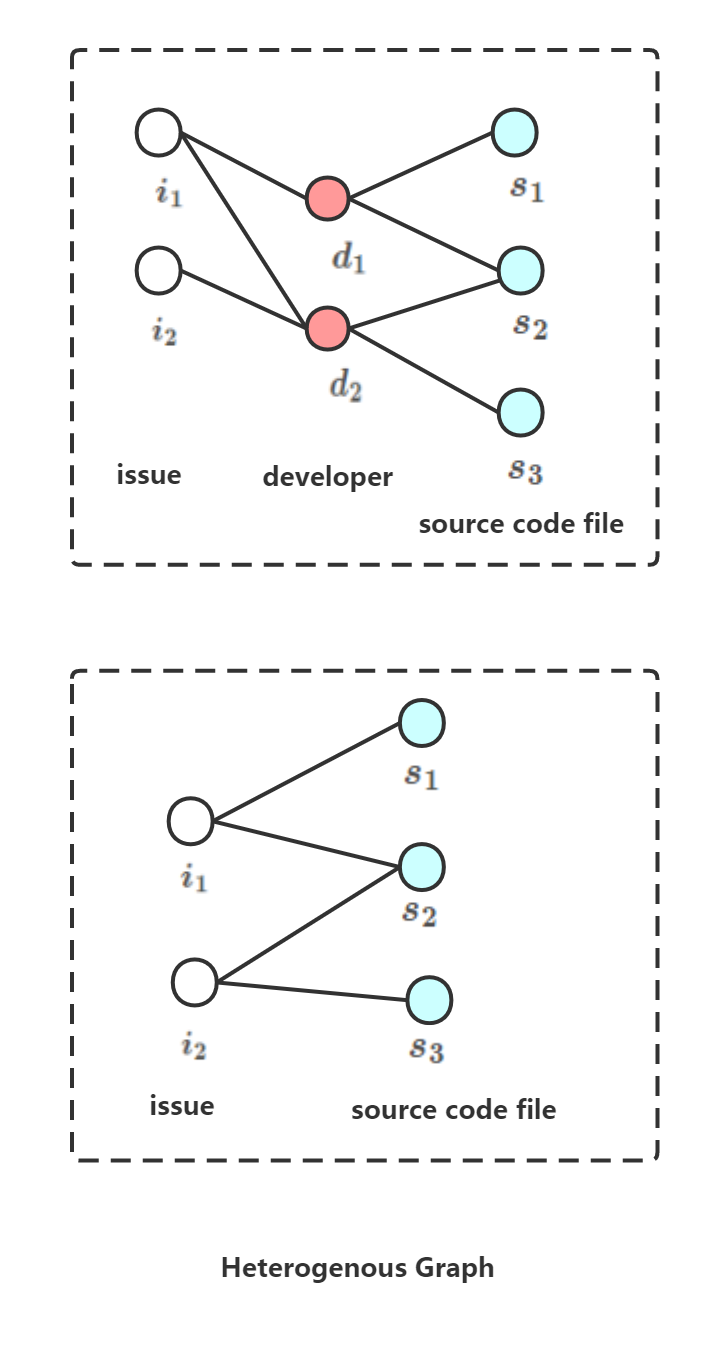 i₁
s₁
d₁
i₂
s₂
d₂
s₃
issue
developer
source code file
s₁
i₁
s₂
i₂
s₃
issue
source code file
Heterogenous Graph